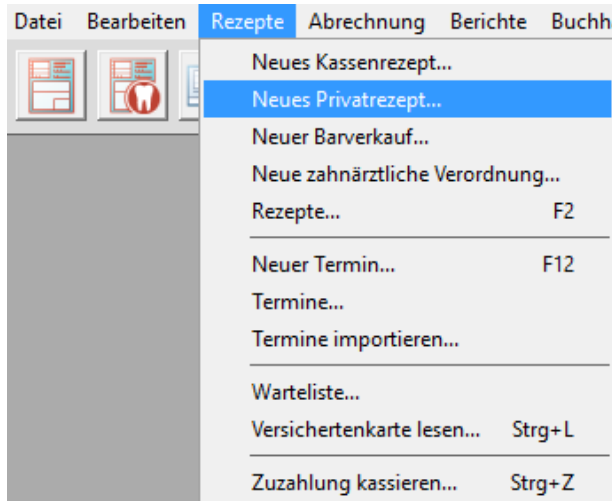 Datei Bearbeiten Rezepte Abrechnung Berichte Buchh
Neues Kassenrezept...
Neues Privatrezept...
Neuer Barverkauf...
Neue zahnärztliche Verordnung...
Rezepte... F2
Neuer Termin... F12
Termine...
Termine importieren...
Warteliste...
Versichertenkarte lesen... Strg+L
Zuzahlung kassieren... Strg+Z